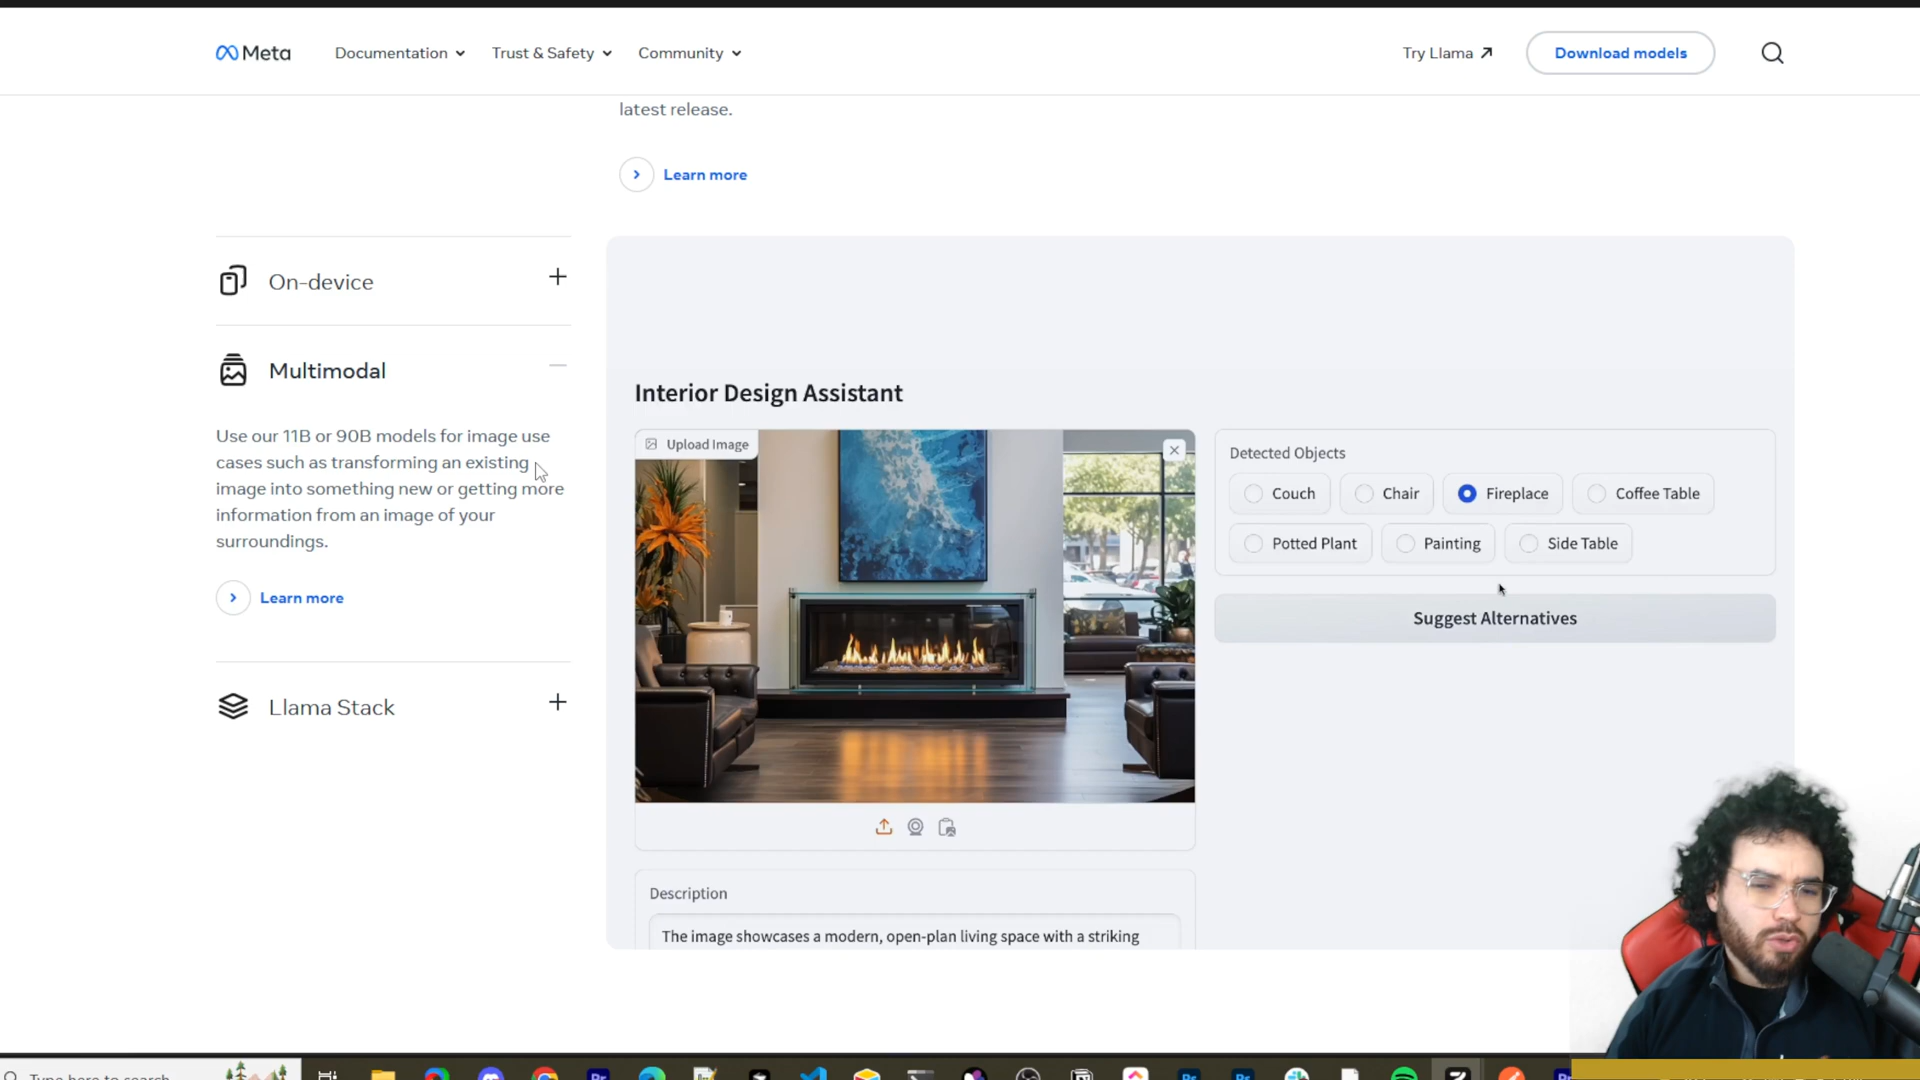 Meta
Documentation
Trust & Safety
Community
Try Llama
Download models
latest release.
Learn more
On-device
Multimodal
Use our 11B or 90B models for image use
cases such as transforming an existing
image into something new or getting more
information from an image of your
surroundings.
Learn more
Llama Stack
Interior Design Assistant
Upload Image
Detected Objects
Couch
Chair
Fireplace
Coffee Table
Potted Plant
Painting
Side Table
Suggest Alternatives
Description
The image showcases a modern, open-plan living space with a striking
Type here to search